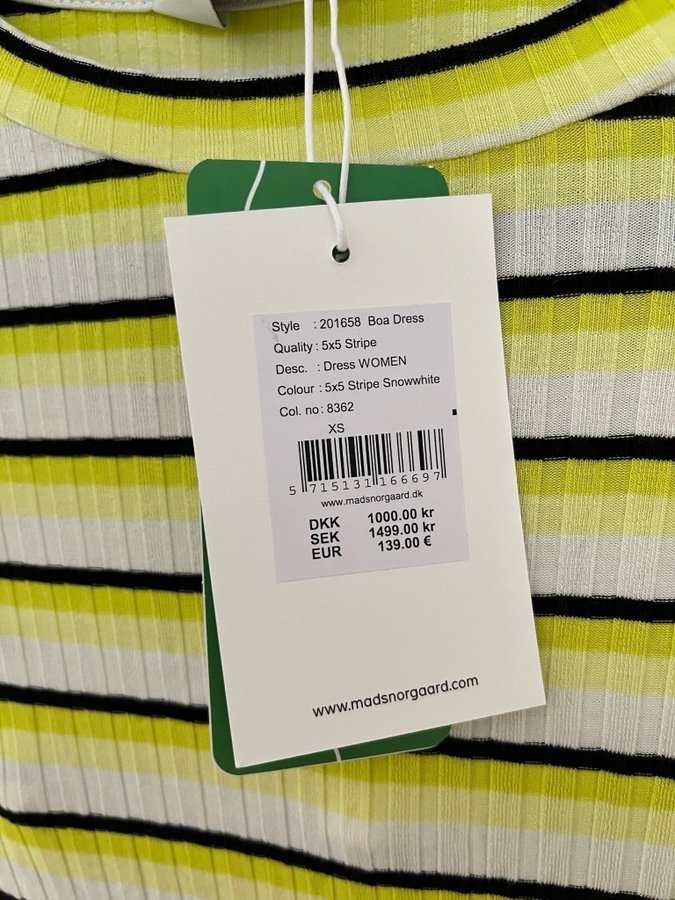 Style : 201658 Boa Dress
Quality : 5x5 Stripe
Desc. : Dress WOMEN
Colour : 5x5 Stripe Snowwhite
Col. no : 8362
XS
5 715131 166697
www.madsnorgaard.dk
DKK 1000.00 kr
SEK 1499.00 kr
EUR 139.00 €
www.madsnorgaard.com